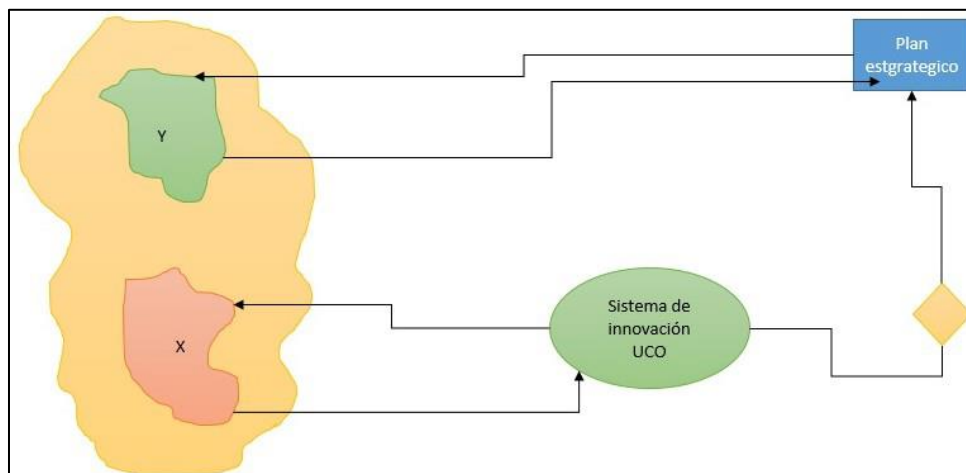 Plan
estgrategico
Y
X
Sistema de
innovación
UCO